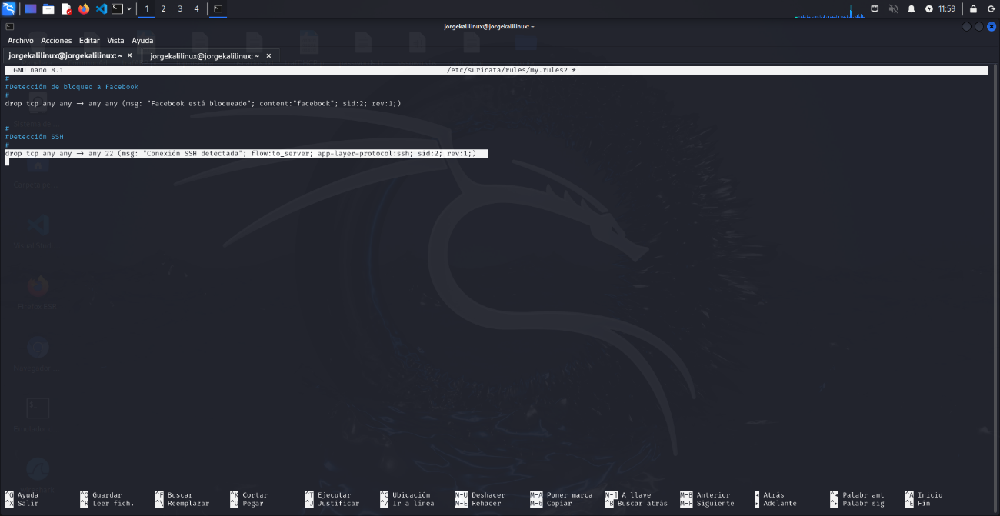 1 2 3 4 11:59
jorgekalilinux@jorgekalilinux: ~
Archivo Acciones Editar Vista Ayuda
jorgekalilinux@jorgekalilinux: ~ × jorgekalilinux@jorgekalilinux: ~ ×
GNU nano 8.1 /etc/suricata/rules/my.rules2 *
#
#Detección de bloqueo a Facebook
#
drop tcp any any -> any any (msg: "Facebook está bloqueado"; content:"facebook"; sid:2; rev:1;)
#
#Detección SSH
#
drop tcp any any -> any 22 (msg: "Conexión SSH detectada"; flow:to_server; app-layer-protocol:ssh; sid:2; rev:1;)
^G Ayuda ^O Guardar ^F Buscar ^K Cortar ^T Ejecutar ^C Ubicación M-U Deshacer M-A Poner marca M-] A llave M-B Anterior ◂ Atrás ^◂ Palabr ant ^A Inicio
^X Salir ^R Leer fich. ^\ Reemplazar ^U Pegar ^J Justificar ^/ Ir a línea M-E Rehacer M-6 Copiar ^B Buscar atrás M-F Siguiente ▸ Adelante ^▸ Palabr sig ^E Fin